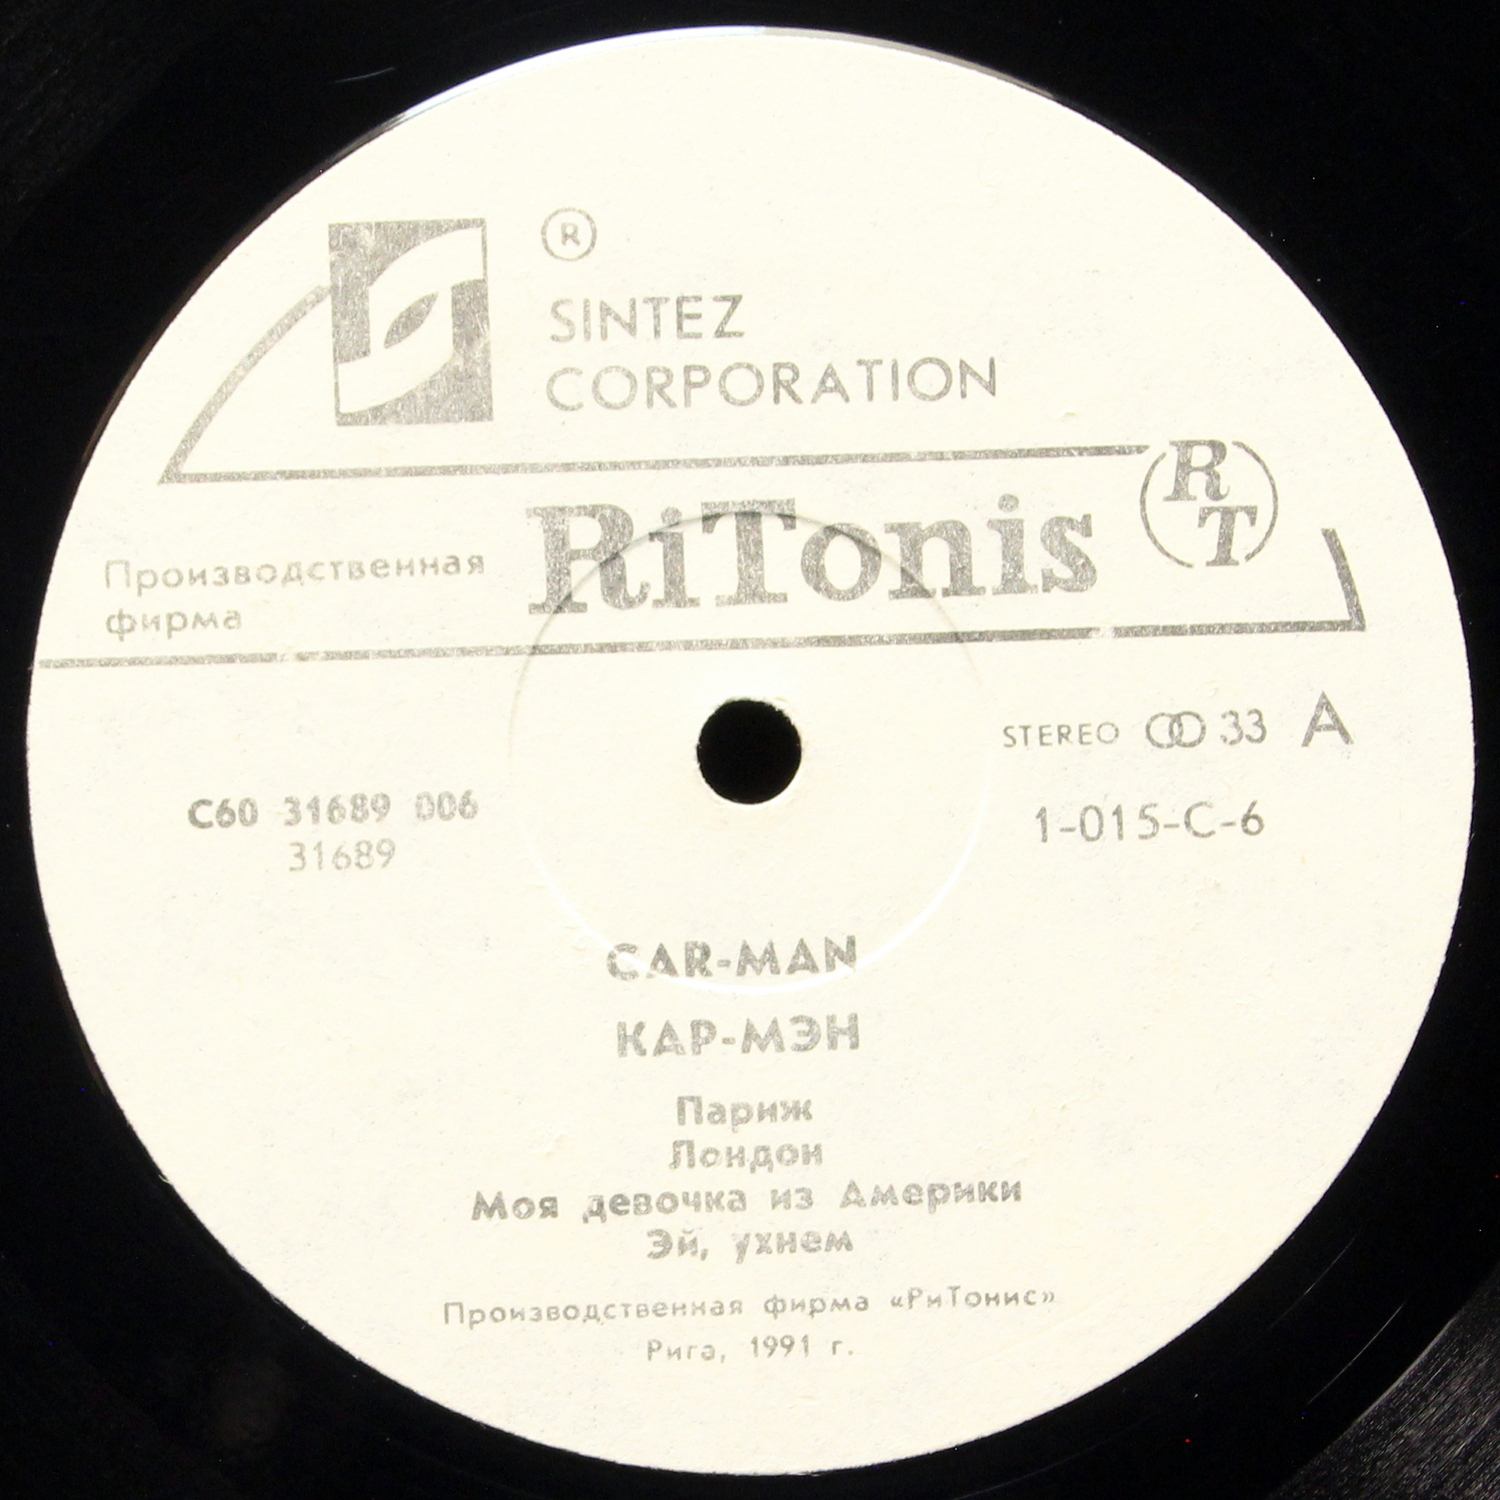 ®
SINTEZ
CORPORATION
RT
Производственная фирма RiTonis
STEREO 33 A
С60 31689 006
31689
1-015-С-6
CAR-MAN
КАР-МЭН
Париж
Лондон
Моя девочка из Америки
Эй, ухнем
Производственная фирма «РиТонис»
Рига, 1991 г.